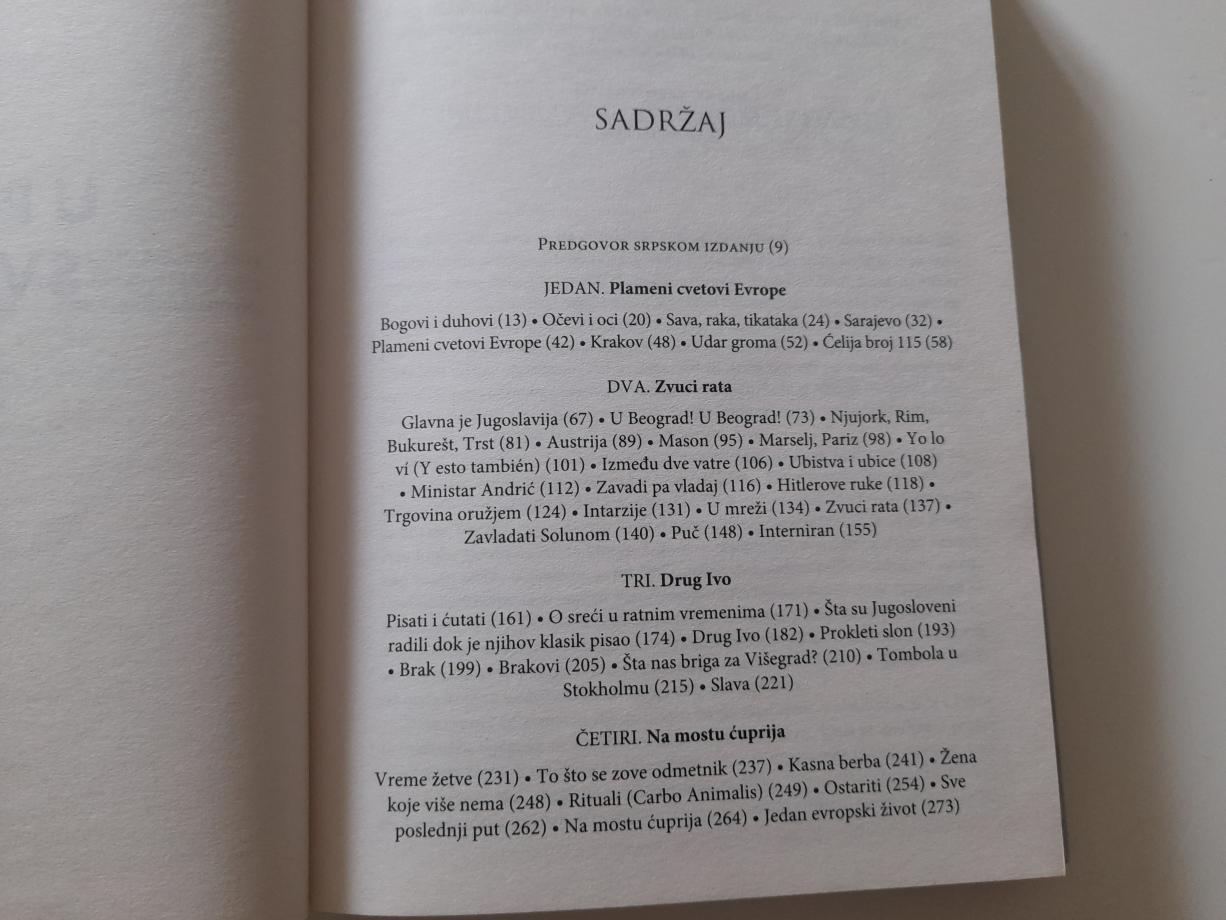 SADRŽAJ
PREDGOVOR SRPSKOM IZDANJU (9)
JEDAN. Plameni cvetovi Evrope
Bogovi i duhovi (13) • Očevi i oci (20) • Sava, raka, tikataka (24) • Sarajevo (32) •
Plameni cvetovi Evrope (42) • Krakov (48) • Udar groma (52) • Ćelija broj 115 (58)
DVA. Zvuci rata
Glavna je Jugoslavija (67) • U Beograd! U Beograd! (73) • Njujork, Rim,
Bukurešt, Trst (81) • Austrija (89) • Mason (95) • Marselj, Pariz (98) • Yo lo
ví (Y esto también) (101) • Između dve vatre (106) • Ubistva i ubice (108)
• Ministar Andrić (112) • Zavadi pa vladaj (116) • Hitlerove ruke (118) •
Trgovina oružjem (124) • Intarzije (131) • U mreži (134) • Zvuci rata (137) •
Zavladati Solunom (140) • Puč (148) • Interniran (155)
TRI. Drug Ivo
Pisati i ćutati (161) • O sreći u ratnim vremenima (171) • Šta su Jugosloveni
radili dok je njihov klasik pisao (174) • Drug Ivo (182) • Prokleti slon (193)
• Brak (199) • Brakovi (205) • Šta nas briga za Višegrad? (210) • Tombola u
Stokholmu (215) • Slava (221)
ČETIRI. Na mostu ćuprija
Vreme žetve (231) • To što se zove odmetnik (237) • Kasna berba (241) • Žena
koje više nema (248) • Rituali (Carbo Animalis) (249) • Ostariti (254) • Sve
poslednji put (262) • Na mostu ćuprija (264) • Jedan evropski život (273)